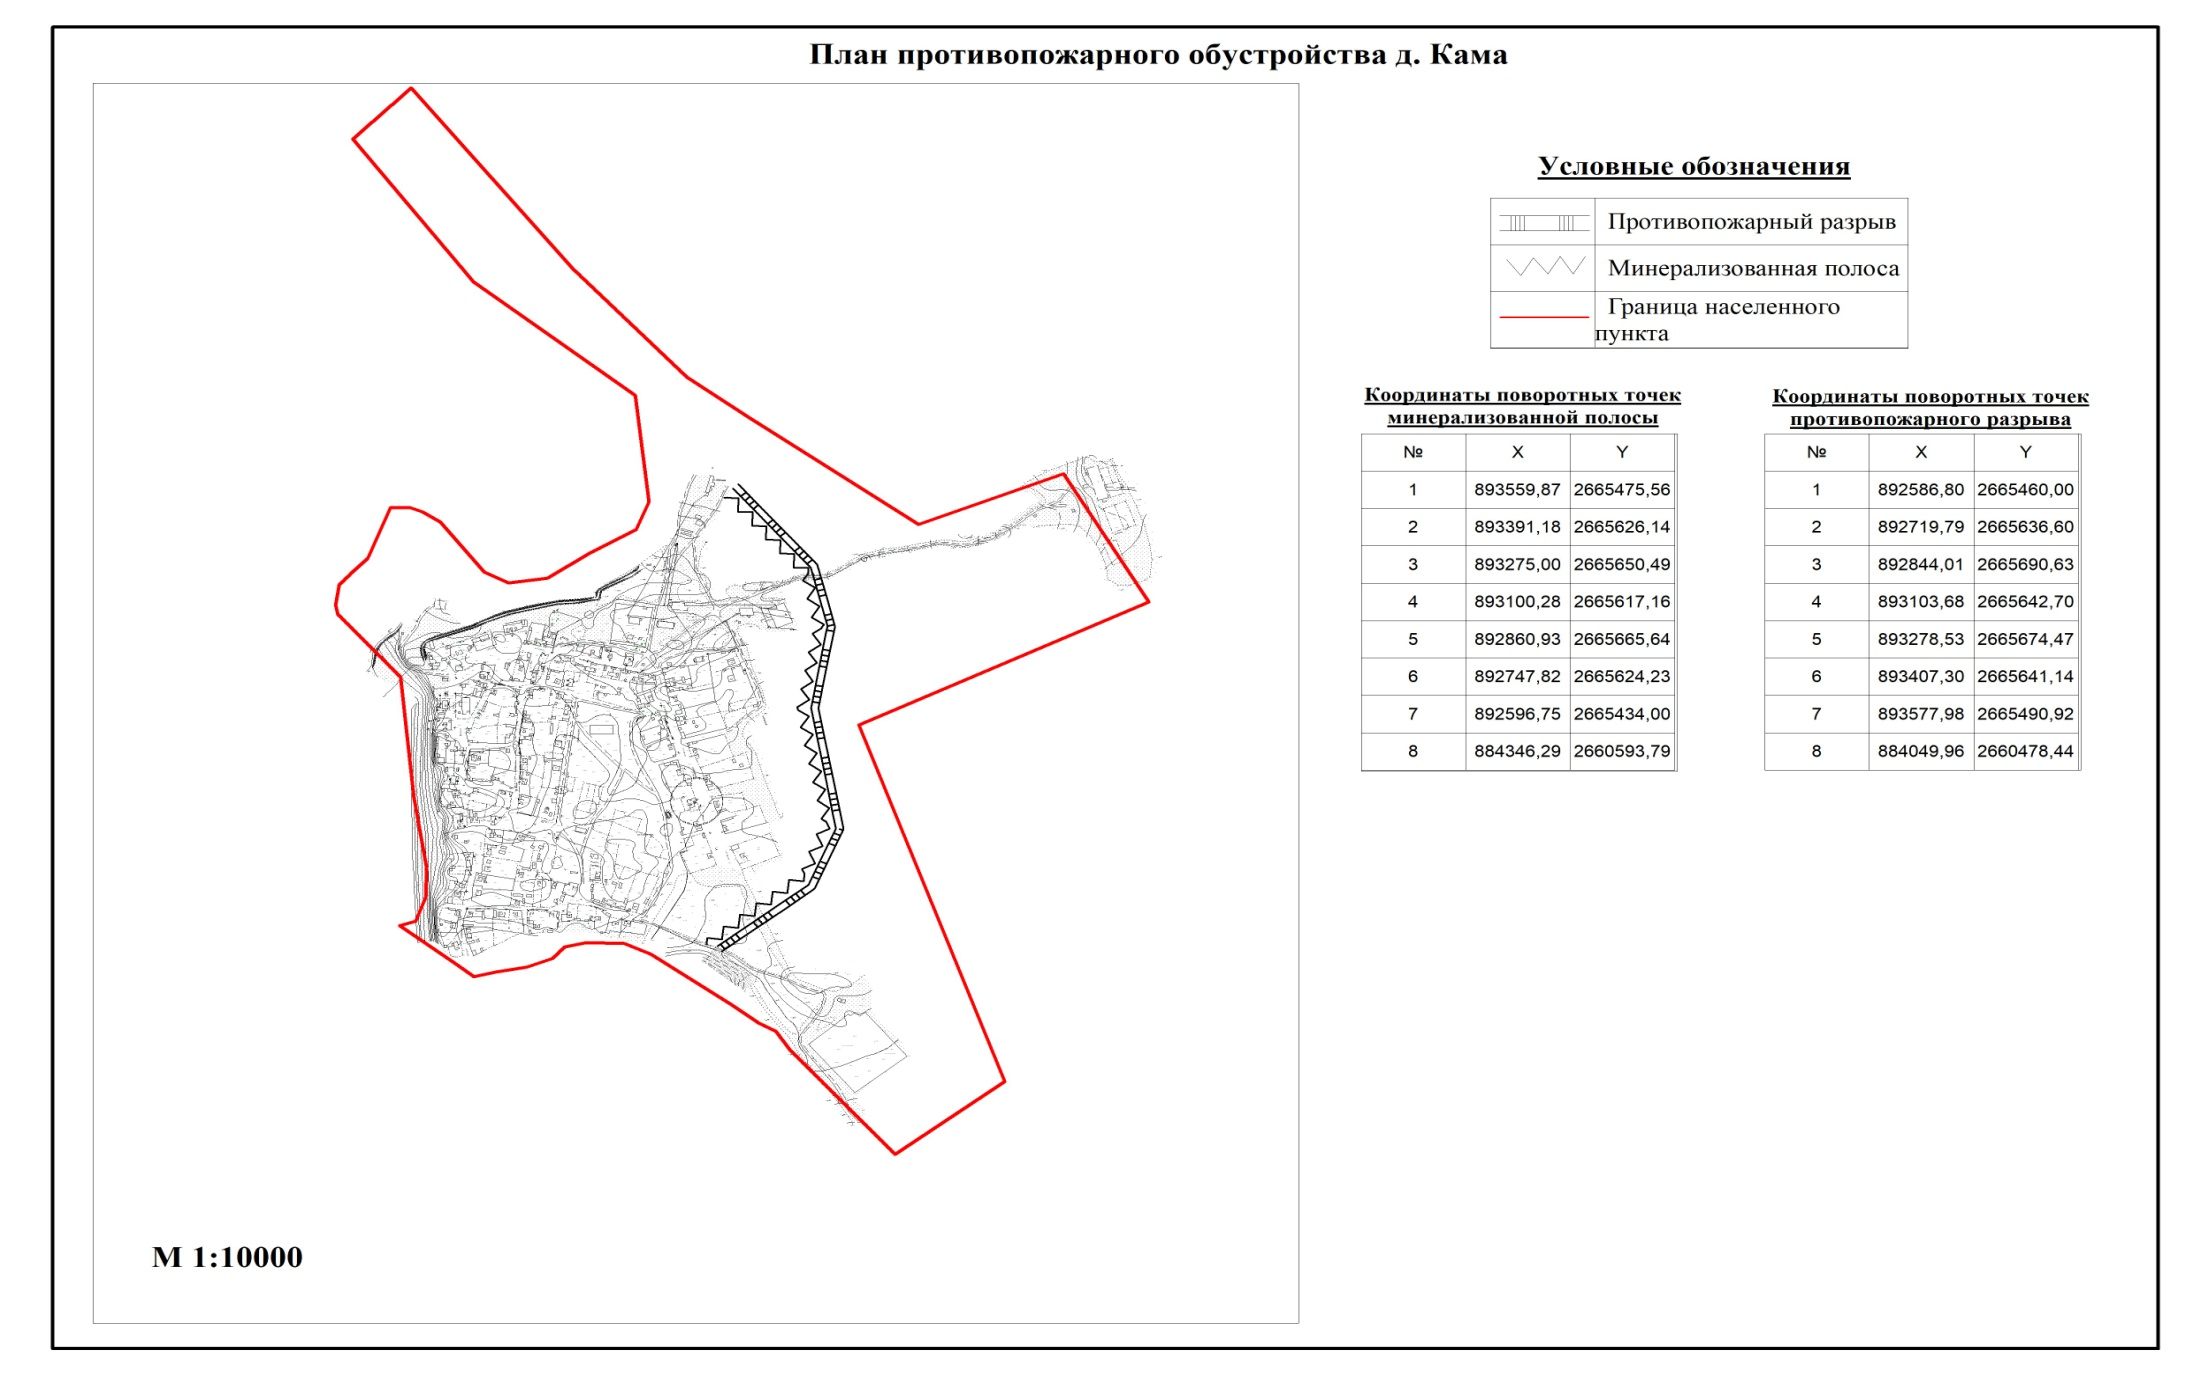 План противопожарного обустройства д. Кама
Условные обозначения
Противопожарный разрыв
Минерализованная полоса
Граница населенного
пункта
Координаты поворотных точек
минерализованной полосы
№ X Y
1 893559,87 2665475,56
2 893391,18 2665626,14
3 893275,00 2665650,49
4 893100,28 2665617,16
5 892860,93 2665665,64
6 892747,82 2665624,23
7 892596,75 2665434,00
8 884346,29 2660593,79
Координаты поворотных точек
противопожарного разрыва
№ X Y
1 892586,80 2665460,00
2 892719,79 2665636,60
3 892844,01 2665690,63
4 893103,68 2665642,70
5 893278,53 2665674,47
6 893407,30 2665641,14
7 893577,98 2665490,92
8 884049,96 2660478,44
М 1:10000